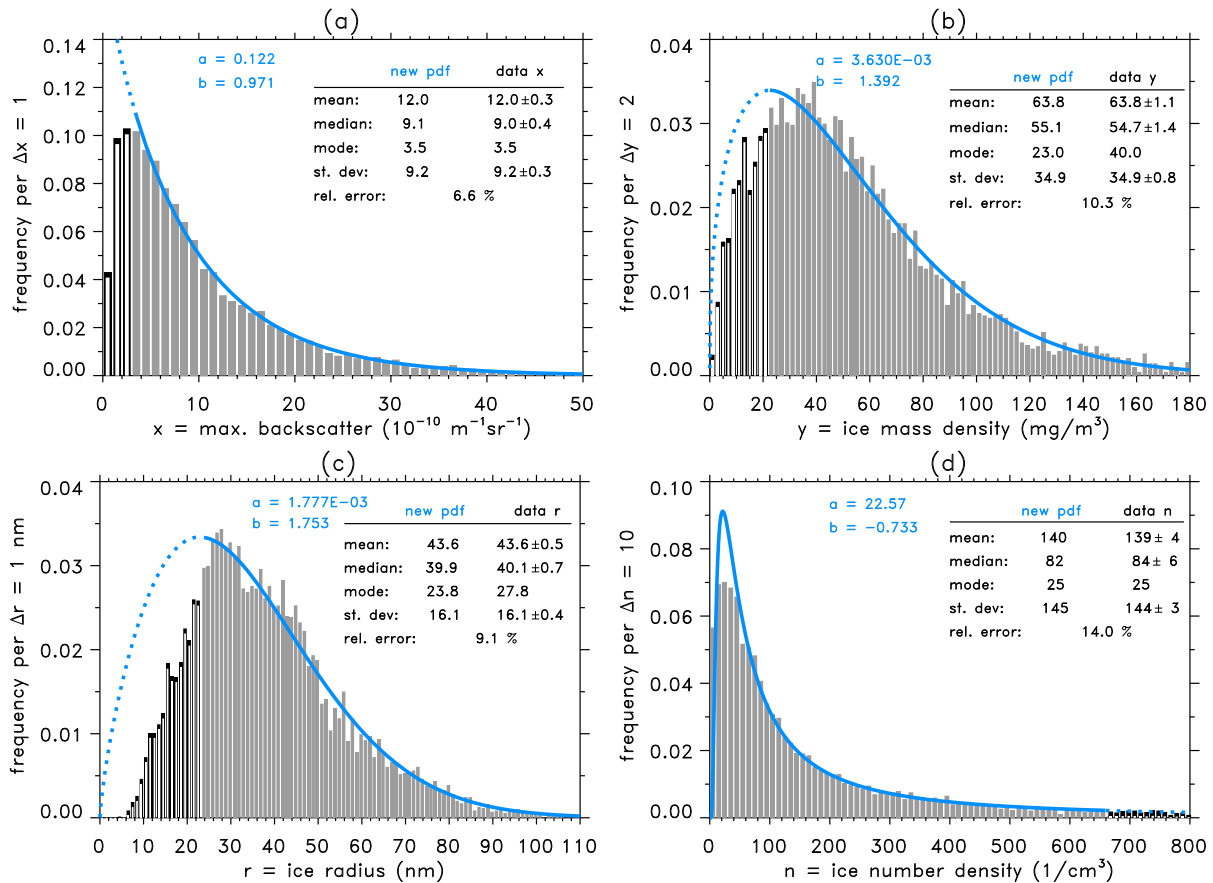 (a)
frequency per Δx = 1
0.14
0.12
0.10
0.08
0.06
0.04
0.02
0.00
a = 0.122
b = 0.971
new pdf data x
mean: 12.0 12.0±0.3
median: 9.1 9.0±0.4
mode: 3.5 3.5
st. dev: 9.2 9.2±0.3
rel. error: 6.6 %
0 10 20 30 40 50
x = max. backscatter (10⁻¹⁰ m⁻¹sr⁻¹)
(b)
frequency per Δy = 2
0.04
0.03
0.02
0.01
0.00
a = 3.630E−03
b = 1.392
new pdf data y
mean: 63.8 63.8±1.1
median: 55.1 54.7±1.4
mode: 23.0 40.0
st. dev: 34.9 34.9±0.8
rel. error: 10.3 %
0 20 40 60 80 100 120 140 160 180
y = ice mass density (mg/m³)
(c)
frequency per Δr = 1 nm
0.04
0.03
0.02
0.01
0.00
a = 1.777E−03
b = 1.753
new pdf data r
mean: 43.6 43.6±0.5
median: 39.9 40.1±0.7
mode: 23.8 27.8
st. dev: 16.1 16.1±0.4
rel. error: 9.1 %
0 10 20 30 40 50 60 70 80 90 100 110
r = ice radius (nm)
(d)
frequency per Δn = 10
0.10
0.08
0.06
0.04
0.02
0.00
a = 22.57
b = −0.733
new pdf data n
mean: 140 139± 4
median: 82 84± 6
mode: 25 25
st. dev: 145 144± 3
rel. error: 14.0 %
0 100 200 300 400 500 600 700 800
n = ice number density (1/cm³)